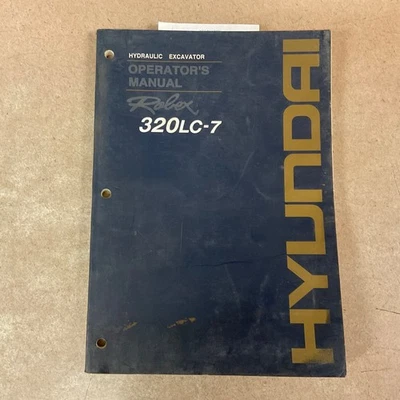 HYDRAULIC EXCAVATOR
OPERATOR'S
MANUAL
Robex
320LC-7
HYUNDAI